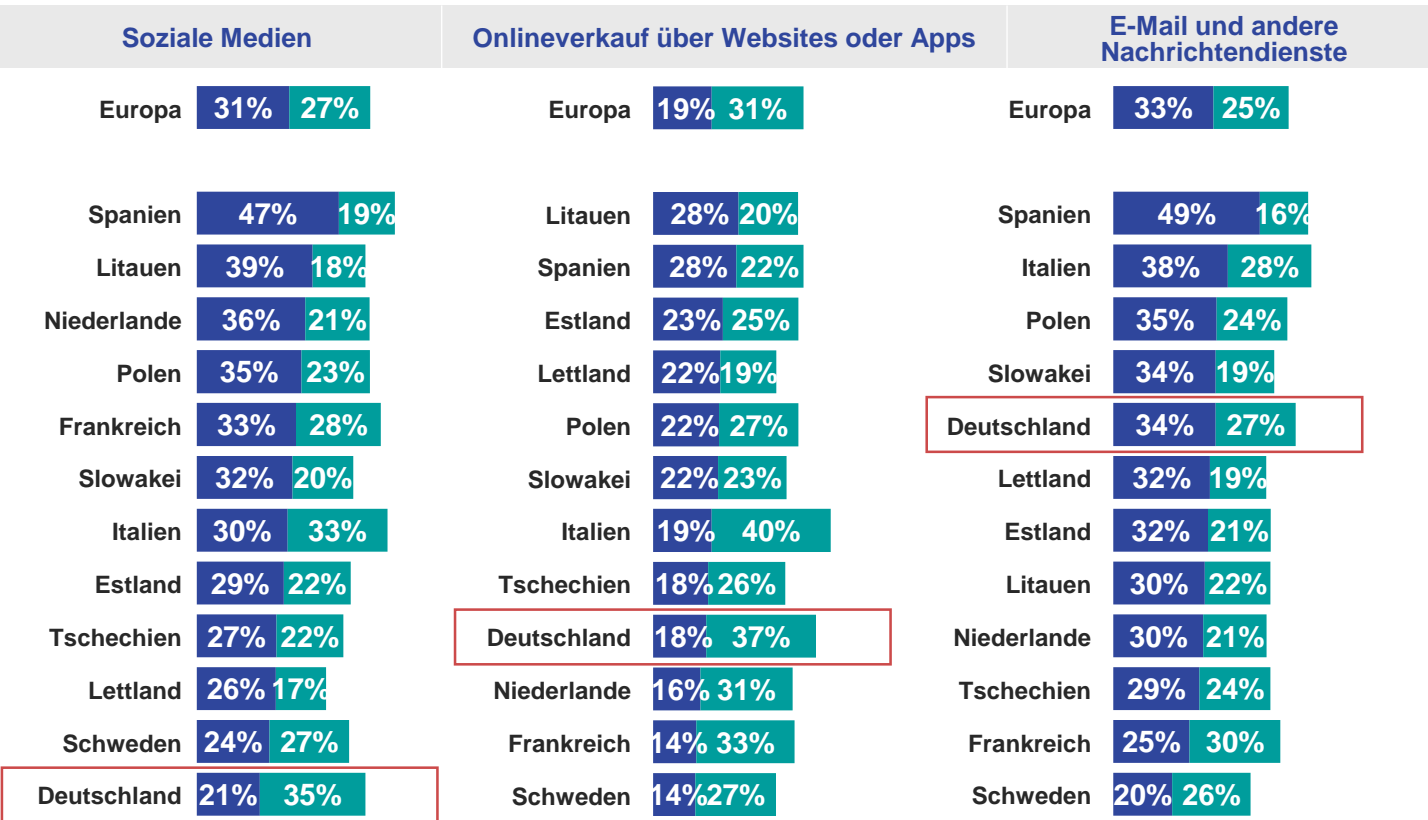 Soziale Medien
Onlineverkauf über Websites oder Apps
E-Mail und andere
Nachrichtendienste
Europa 31% 27%
Spanien 47% 19%
Litauen 39% 18%
Niederlande 36% 21%
Polen 35% 23%
Frankreich 33% 28%
Slowakei 32% 20%
Italien 30% 33%
Estland 29% 22%
Tschechien 27% 22%
Lettland 26% 17%
Schweden 24% 27%
Deutschland 21% 35%
Europa 19% 31%
Litauen 28% 20%
Spanien 28% 22%
Estland 23% 25%
Lettland 22% 19%
Polen 22% 27%
Slowakei 22% 23%
Italien 19% 40%
Tschechien 18% 26%
Deutschland 18% 37%
Niederlande 16% 31%
Frankreich 14% 33%
Schweden 14% 27%
Europa 33% 25%
Spanien 49% 16%
Italien 38% 28%
Polen 35% 24%
Slowakei 34% 19%
Deutschland 34% 27%
Lettland 32% 19%
Estland 32% 21%
Litauen 30% 22%
Niederlande 30% 21%
Tschechien 29% 24%
Frankreich 25% 30%
Schweden 20% 26%